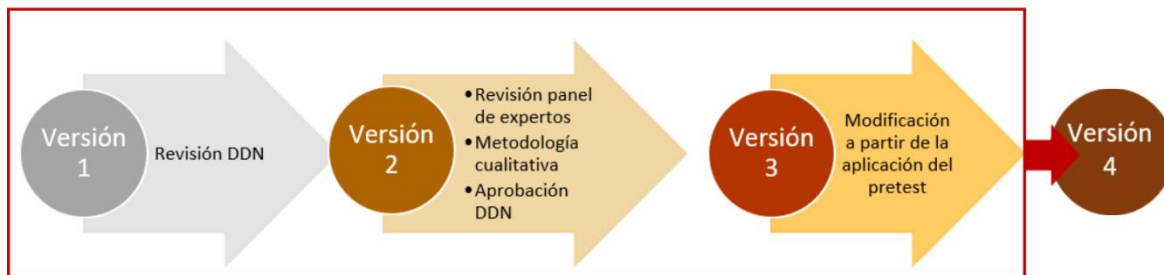 Versión
1
Revisión DDN
Versión
2
•Revisión panel
de expertos
•Metodología
cualitativa
•Aprobación
DDN
Versión
3
Modificación
a partir de la
aplicación del
pretest
Versión
4